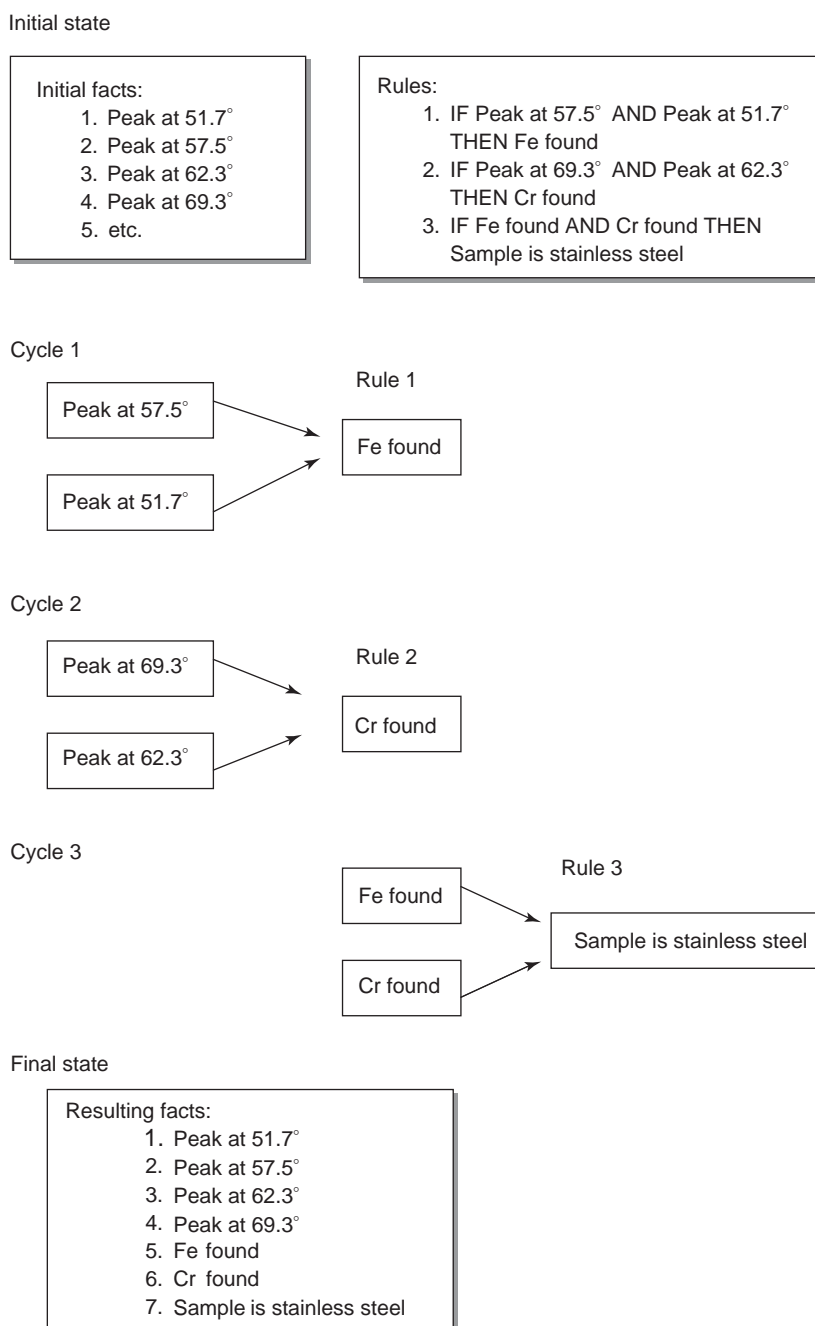 Initial state
Initial facts:
1. Peak at 51.7°
2. Peak at 57.5°
3. Peak at 62.3°
4. Peak at 69.3°
5. etc.
Rules:
1. IF Peak at 57.5° AND Peak at 51.7°
THEN Fe found
2. IF Peak at 69.3° AND Peak at 62.3°
THEN Cr found
3. IF Fe found AND Cr found THEN
Sample is stainless steel
Cycle 1
Peak at 57.5°
Rule 1
Fe found
Peak at 51.7°
Cycle 2
Peak at 69.3°
Rule 2
Cr found
Peak at 62.3°
Cycle 3
Fe found
Rule 3
Sample is stainless steel
Cr found
Final state
Resulting facts:
1. Peak at 51.7°
2. Peak at 57.5°
3. Peak at 62.3°
4. Peak at 69.3°
5. Fe found
6. Cr found
7. Sample is stainless steel